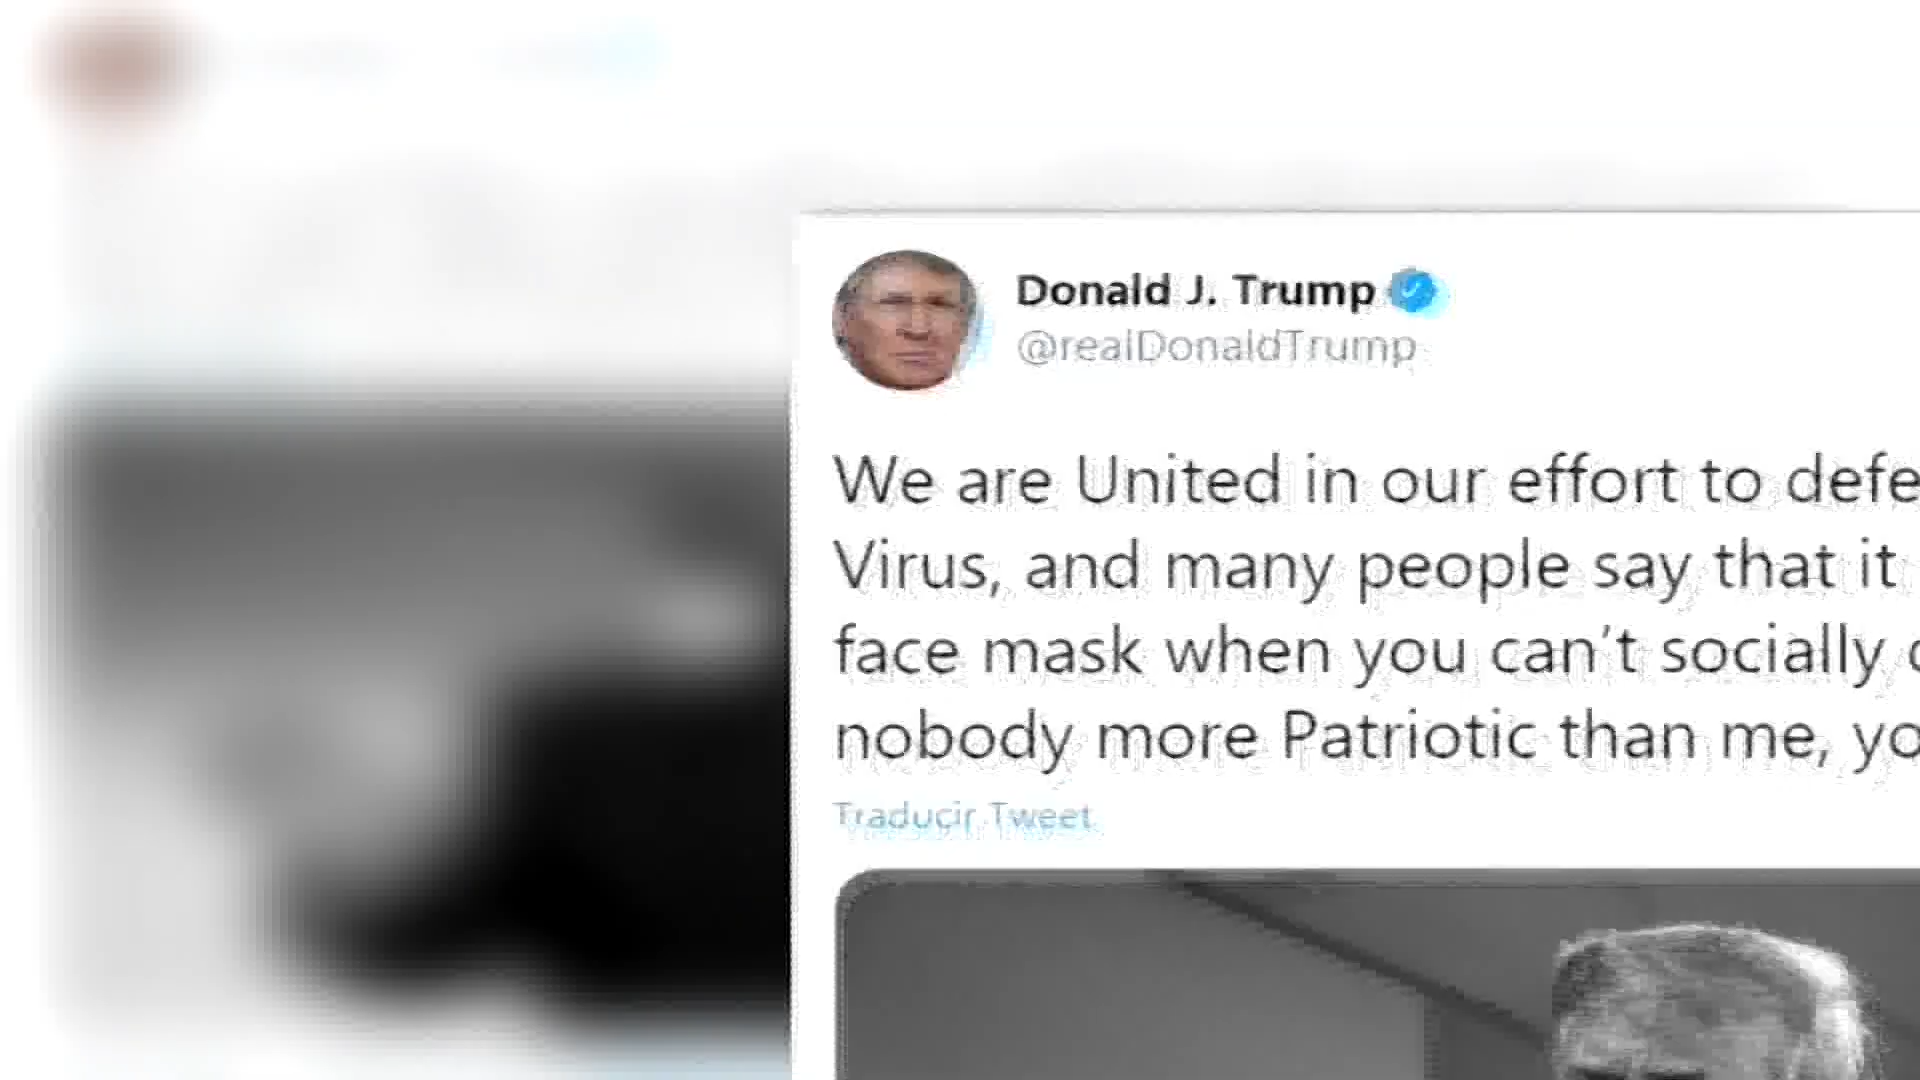 Donald J. Trump
@realDonaldTrump
We are United in our effort to defe
Virus, and many people say that it
face mask when you can't socially
nobody more Patriotic than me, yo
Traducir Tweet